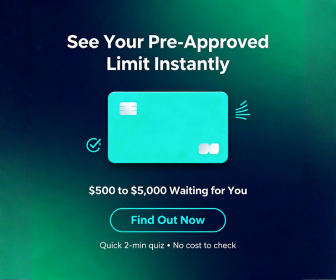 See Your Pre-Approved
Limit Instantly
$500 to $5,000 Waiting for You
Find Out Now
Quick 2-min quiz • No cost to check